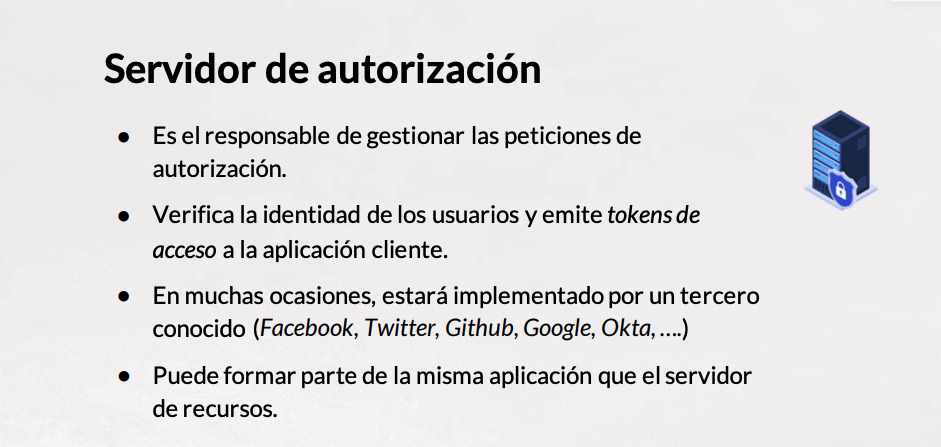 Servidor de autorización
● Es el responsable de gestionar las peticiones de
autorización.
● Verifica la identidad de los usuarios y emite tokens de
acceso a la aplicación cliente.
● En muchas ocasiones, estará implementado por un tercero
conocido (Facebook, Twitter, Github, Google, Okta, ....)
● Puede formar parte de la misma aplicación que el servidor
de recursos.